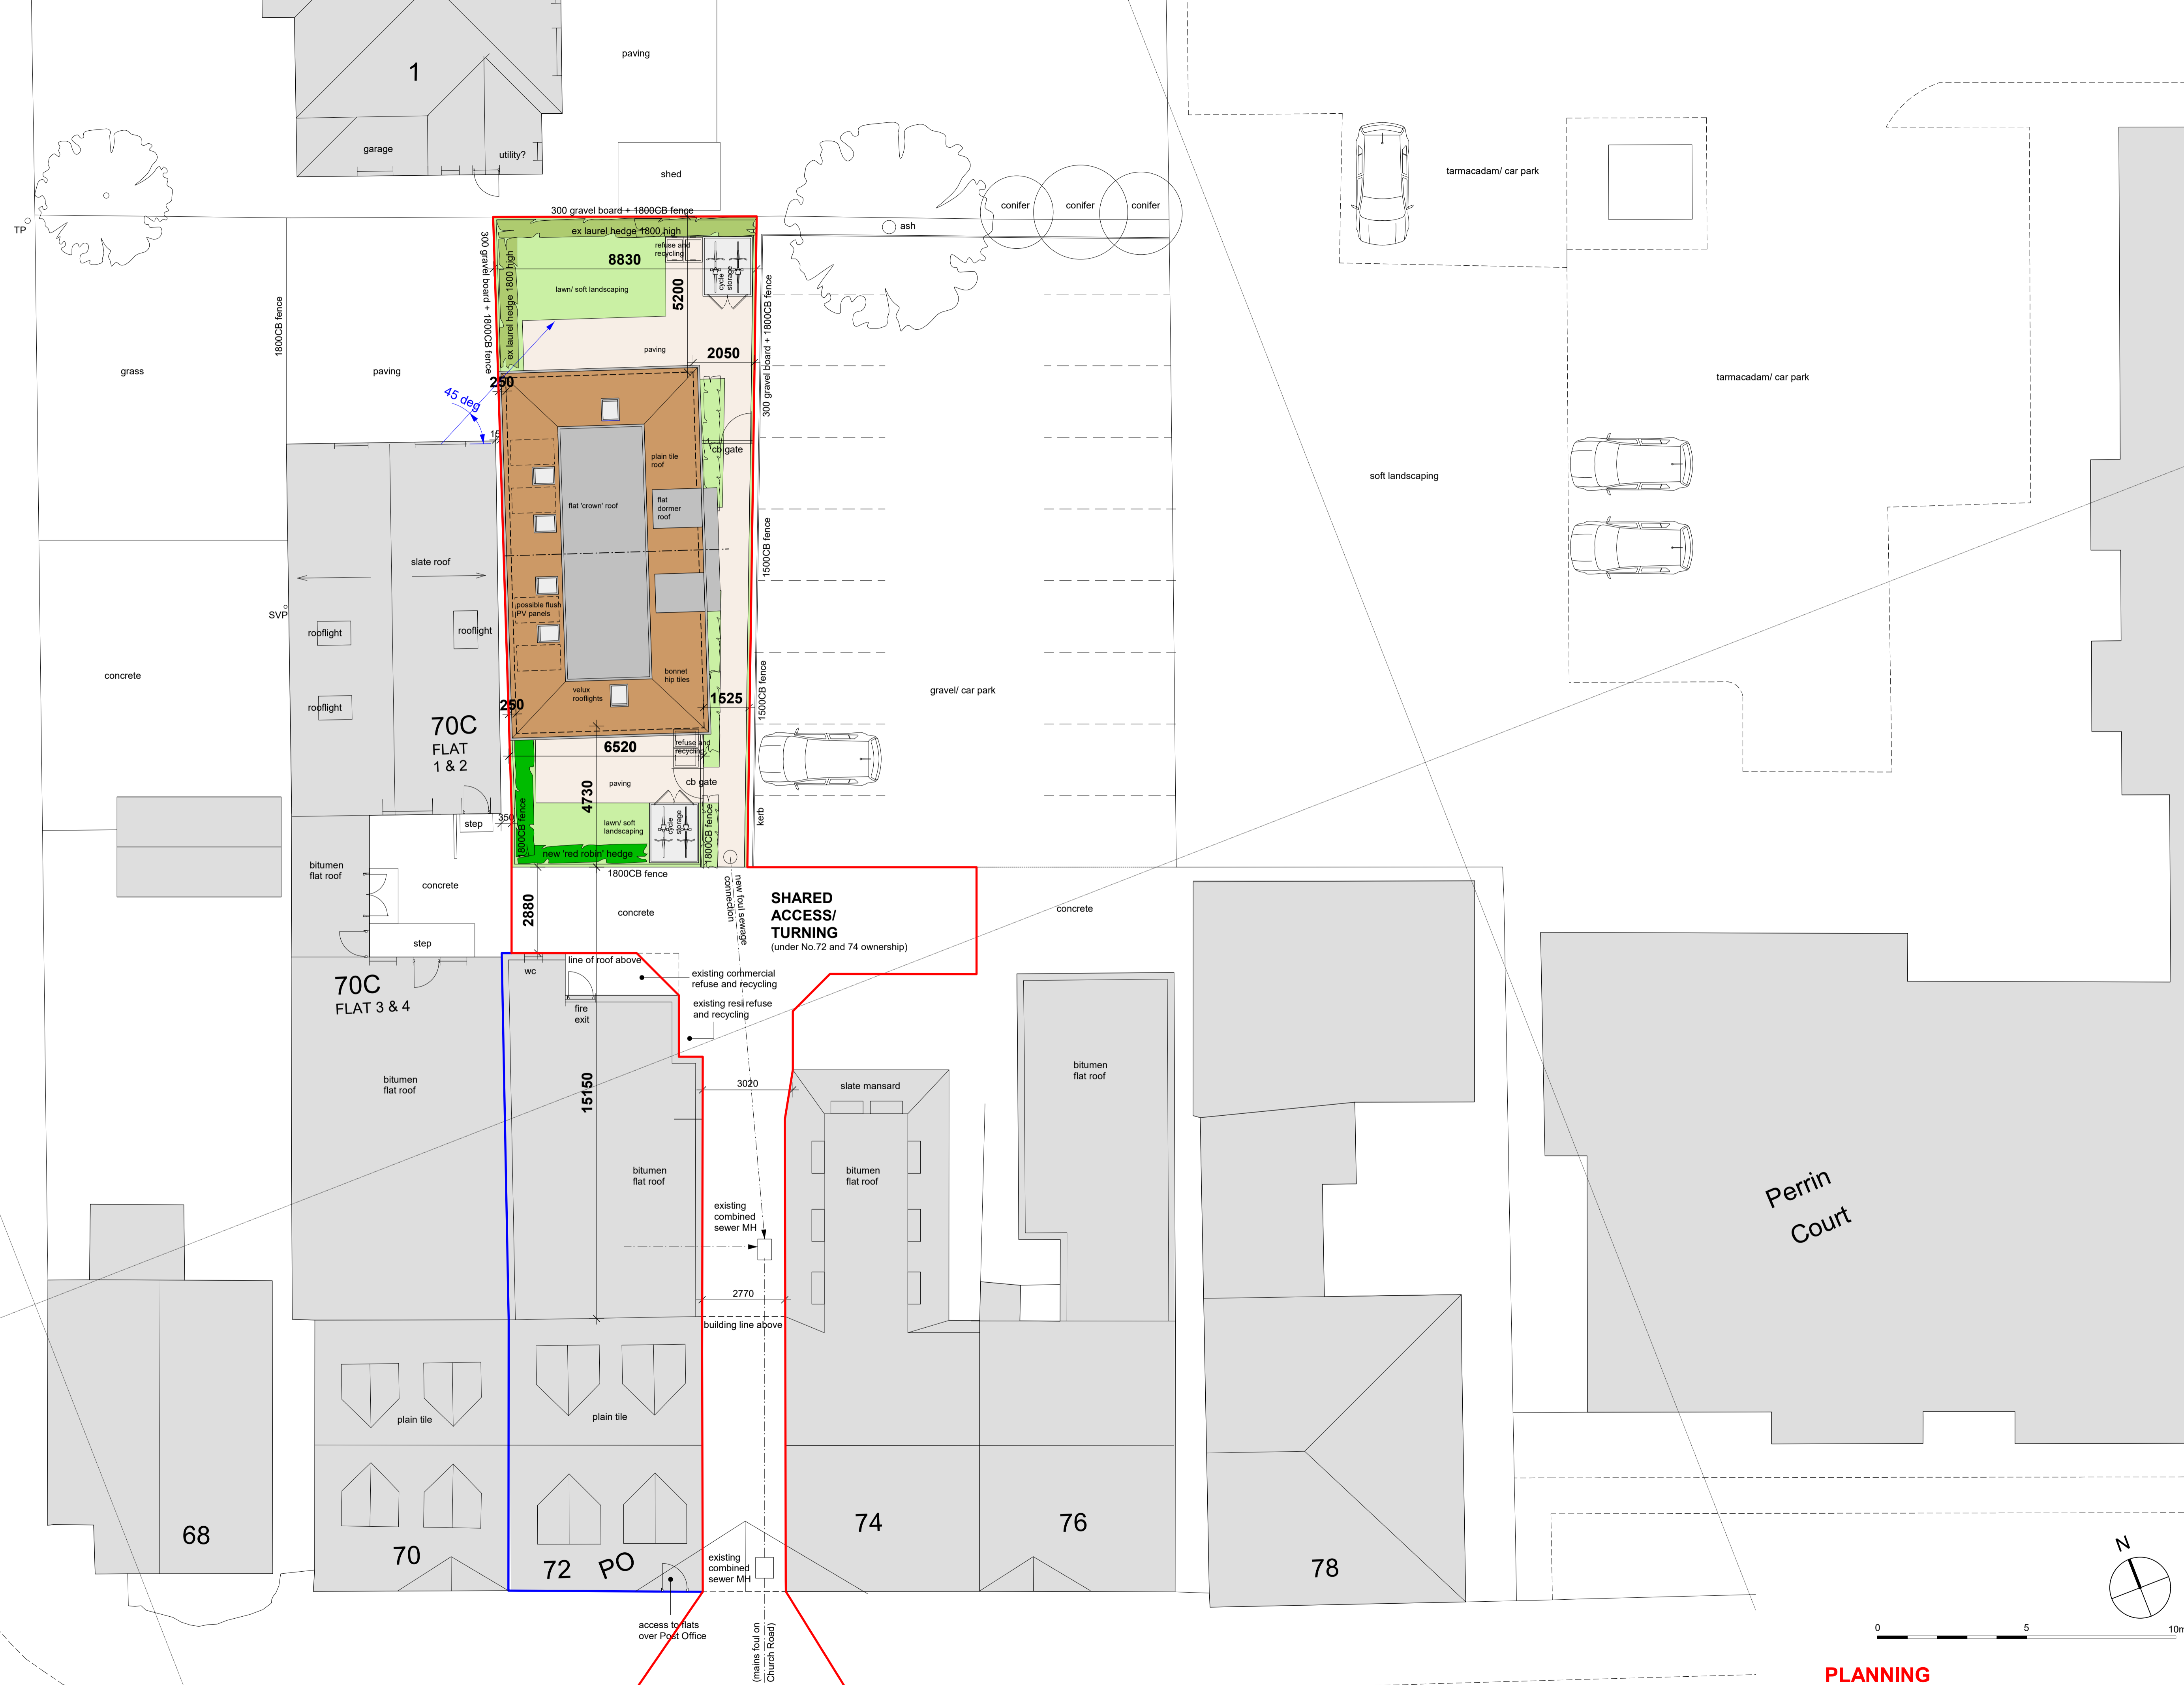 1
paving
garage
utility?
shed
tarmacadam/ car park
conifer
conifer
conifer
TP
300 gravel board + 1800CB fence
ash
ex laurel hedge 1800 high
refuse and
recycling
8830
cycle
storage
lawn/ soft landscaping
5200
300 gravel board + 1800CB fence
ex laurel hedge 1800 high
300 gravel board + 1800CB fence
1800CB fence
paving
2050
grass
paving
250
45 deg
tarmacadam/ car park
15
cb gate
plain tile
roof
soft landscaping
flat 'crown' roof
flat
dormer
roof
1500CB fence
slate roof
SVP
possible flush
PV panels
rooflight
rooflight
concrete
bonnet
hip tiles
velux
rooflights
1525
1500CB fence
gravel/ car park
rooflight
250
70C
FLAT
1 & 2
6520
refuse and
recycling
paving
cb gate
4730
step
350
1800CB fence
lawn/ soft
landscaping
cycle
storage
1800CB fence
kerb
new 'red robin' hedge
bitumen
flat roof
1800CB fence
concrete
2880
concrete
new foul sewage
connection
SHARED
ACCESS/
TURNING
(under No.72 and 74 ownership)
concrete
step
line of roof above
wc
existing commercial
refuse and recycling
70C
FLAT 3 & 4
fire
exit
existing resi refuse
and recycling
bitumen
flat roof
bitumen
flat roof
15150
3020
slate mansard
bitumen
flat roof
bitumen
flat roof
Perrin
Court
existing
combined
sewer MH
2770
building line above
plain tile
plain tile
68
70
72
PO
74
76
78
existing
combined
sewer MH
N
access to flats
over Post Office
(mains foul on
Church Road)
0
5
10m
PLANNING